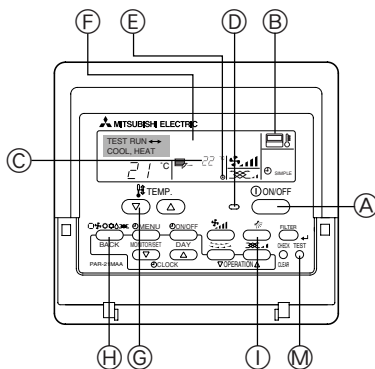 E
D
F
B
MITSUBISHI ELECTRIC
TEST RUN
COOL, HEAT
C
22 °C
21 °C
SIMPLE
TEMP.
ON/OFF
A
MENU
ON/OFF
FILTER
BACK
MONITOR/SET
DAY
CHECK
TEST
PAR-21MAA
CLOCK
OPERATION
CLEAR
H
G
I
M